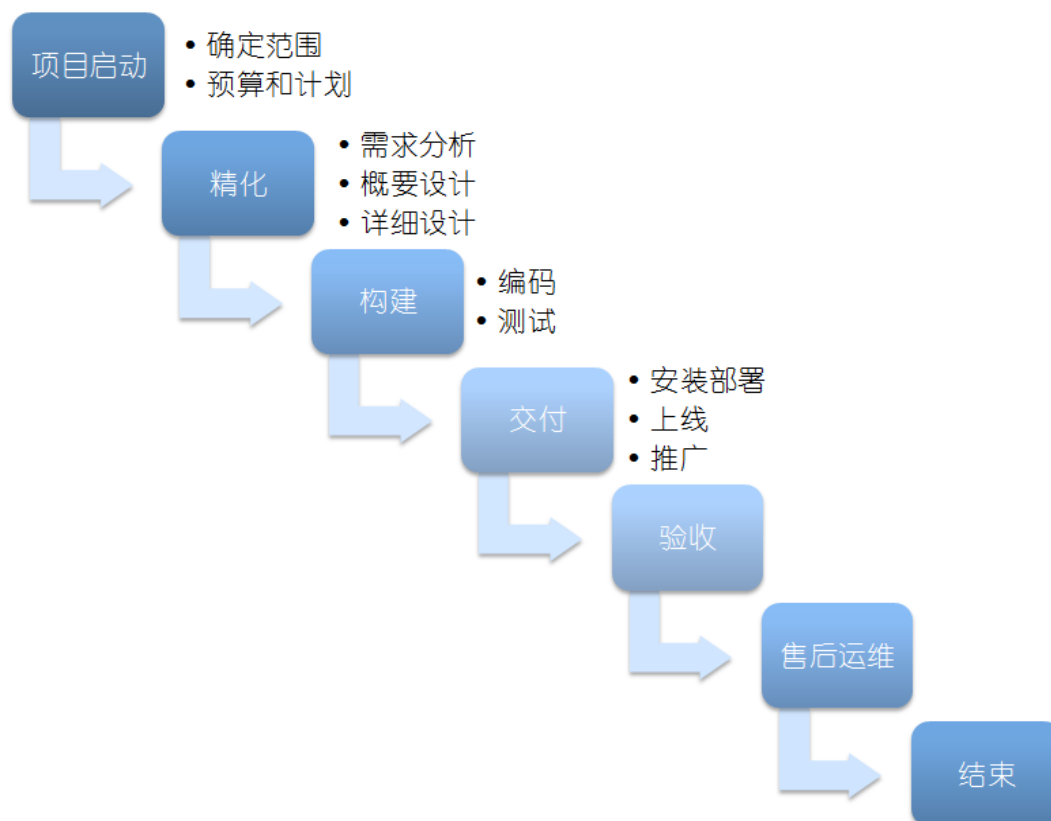 项目启动
• 确定范围
• 预算和计划
精化
• 需求分析
• 概要设计
• 详细设计
构建
• 编码
• 测试
交付
• 安装部署
• 上线
• 推广
验收
售后运维
结束